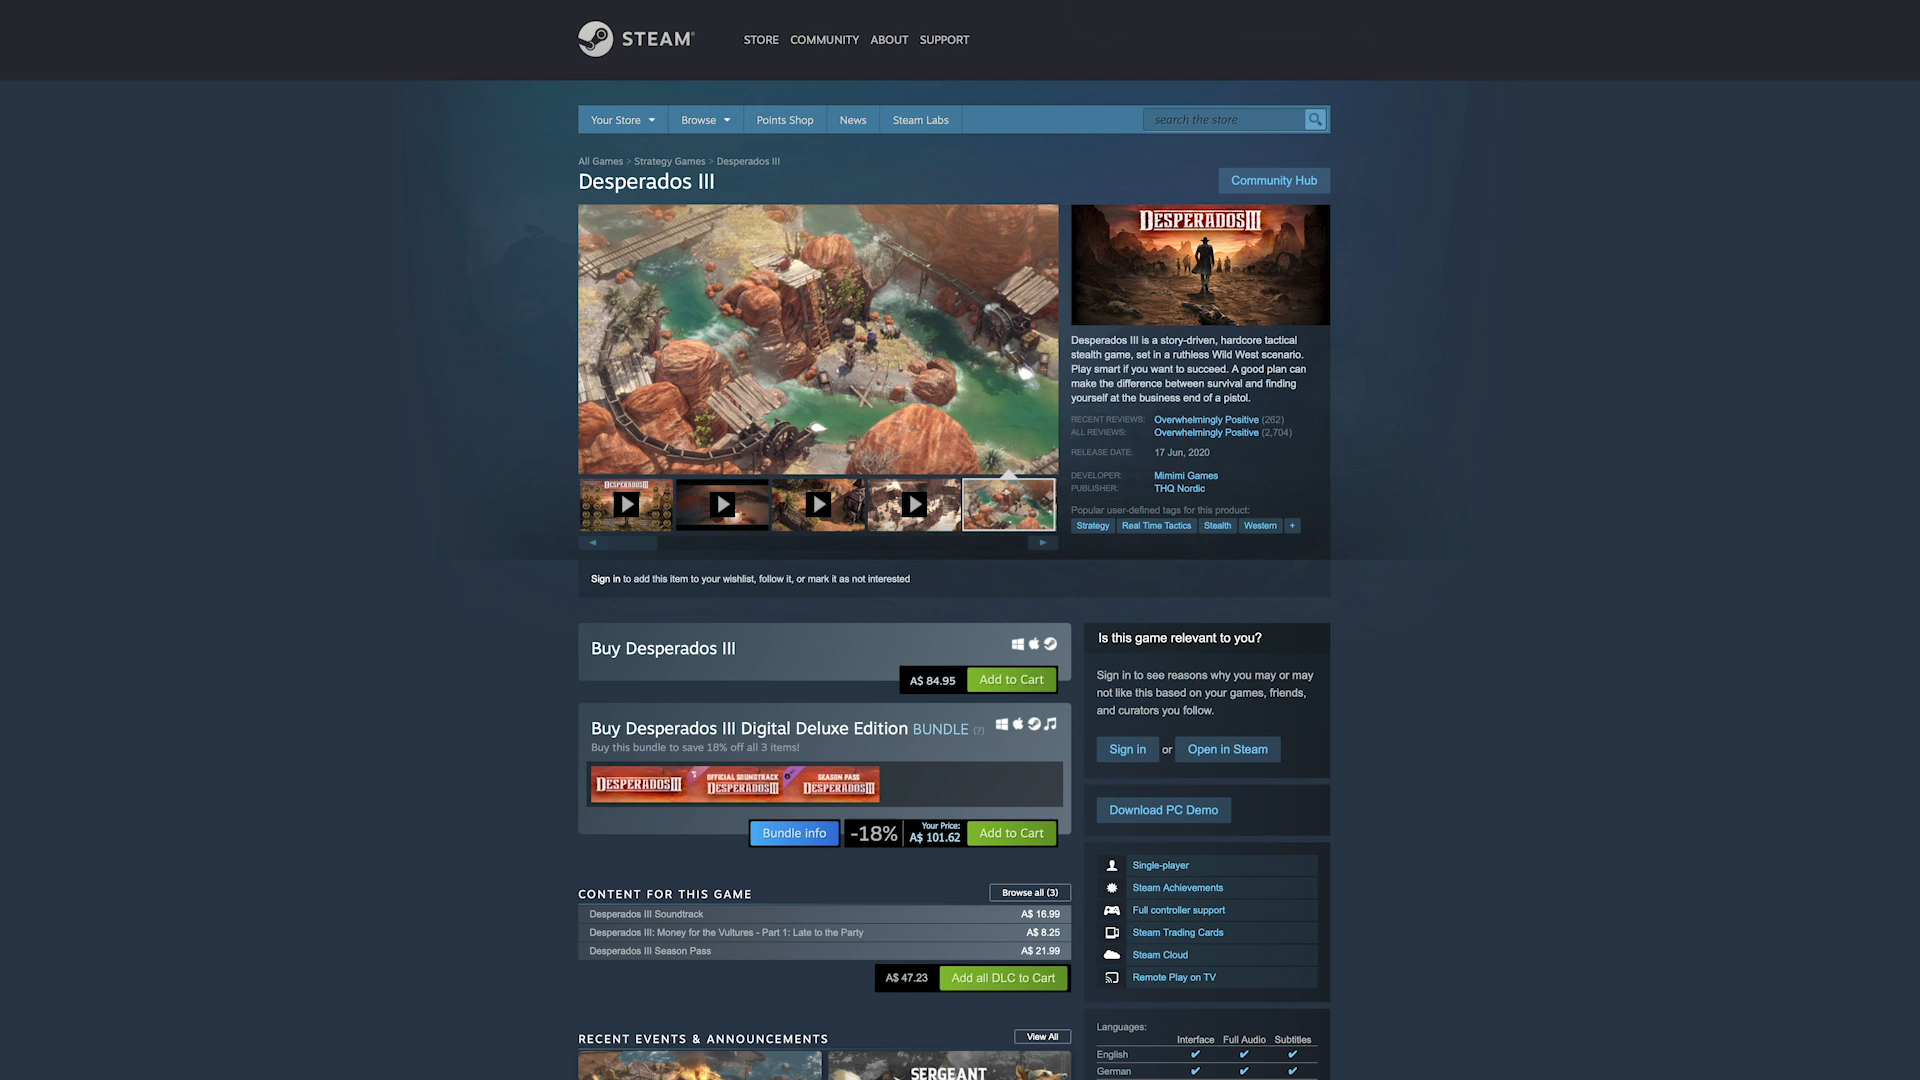 STEAM
STORE COMMUNITY ABOUT SUPPORT
Your Store Browse Points Shop News Steam Labs search the store
All Games > Strategy Games > Desperados III
Desperados III
Community Hub
DESPERADOS III
Desperados III is a story-driven, hardcore tactical
stealth game, set in a ruthless Wild West scenario.
Play smart if you want to succeed. A good plan can
make the difference between survival and finding
yourself at the business end of a pistol.
RECENT REVIEWS: Overwhelmingly Positive (262)
ALL REVIEWS: Overwhelmingly Positive (2,704)
RELEASE DATE: 17 Jun, 2020
DEVELOPER: Mimimi Games
PUBLISHER: THQ Nordic
Popular user-defined tags for this product:
Strategy Real Time Tactics Stealth Western +
DESPERADOS III
Sign in to add this item to your wishlist, follow it, or mark it as not interested
Buy Desperados III
A$ 84.95 Add to Cart
Buy Desperados III Digital Deluxe Edition BUNDLE (?)
Buy this bundle to save 18% off all 3 items!
DESPERADOS III
OFFICIAL SOUNDTRACK
DESPERADOS III
SEASON PASS
DESPERADOS III
Bundle info -18% Your Price:
A$ 101.62 Add to Cart
CONTENT FOR THIS GAME Browse all (3)
Desperados III Soundtrack A$ 16.99
Desperados III: Money for the Vultures - Part 1: Late to the Party A$ 8.25
Desperados III Season Pass A$ 21.99
A$ 47.23 Add all DLC to Cart
RECENT EVENTS & ANNOUNCEMENTS View All
SERGEANT
Is this game relevant to you?
Sign in to see reasons why you may or may
not like this based on your games, friends,
and curators you follow.
Sign in or Open in Steam
Download PC Demo
Single-player
Steam Achievements
Full controller support
Steam Trading Cards
Steam Cloud
Remote Play on TV
Languages:
Interface Full Audio Subtitles
English ✔ ✔ ✔
German ✔ ✔ ✔